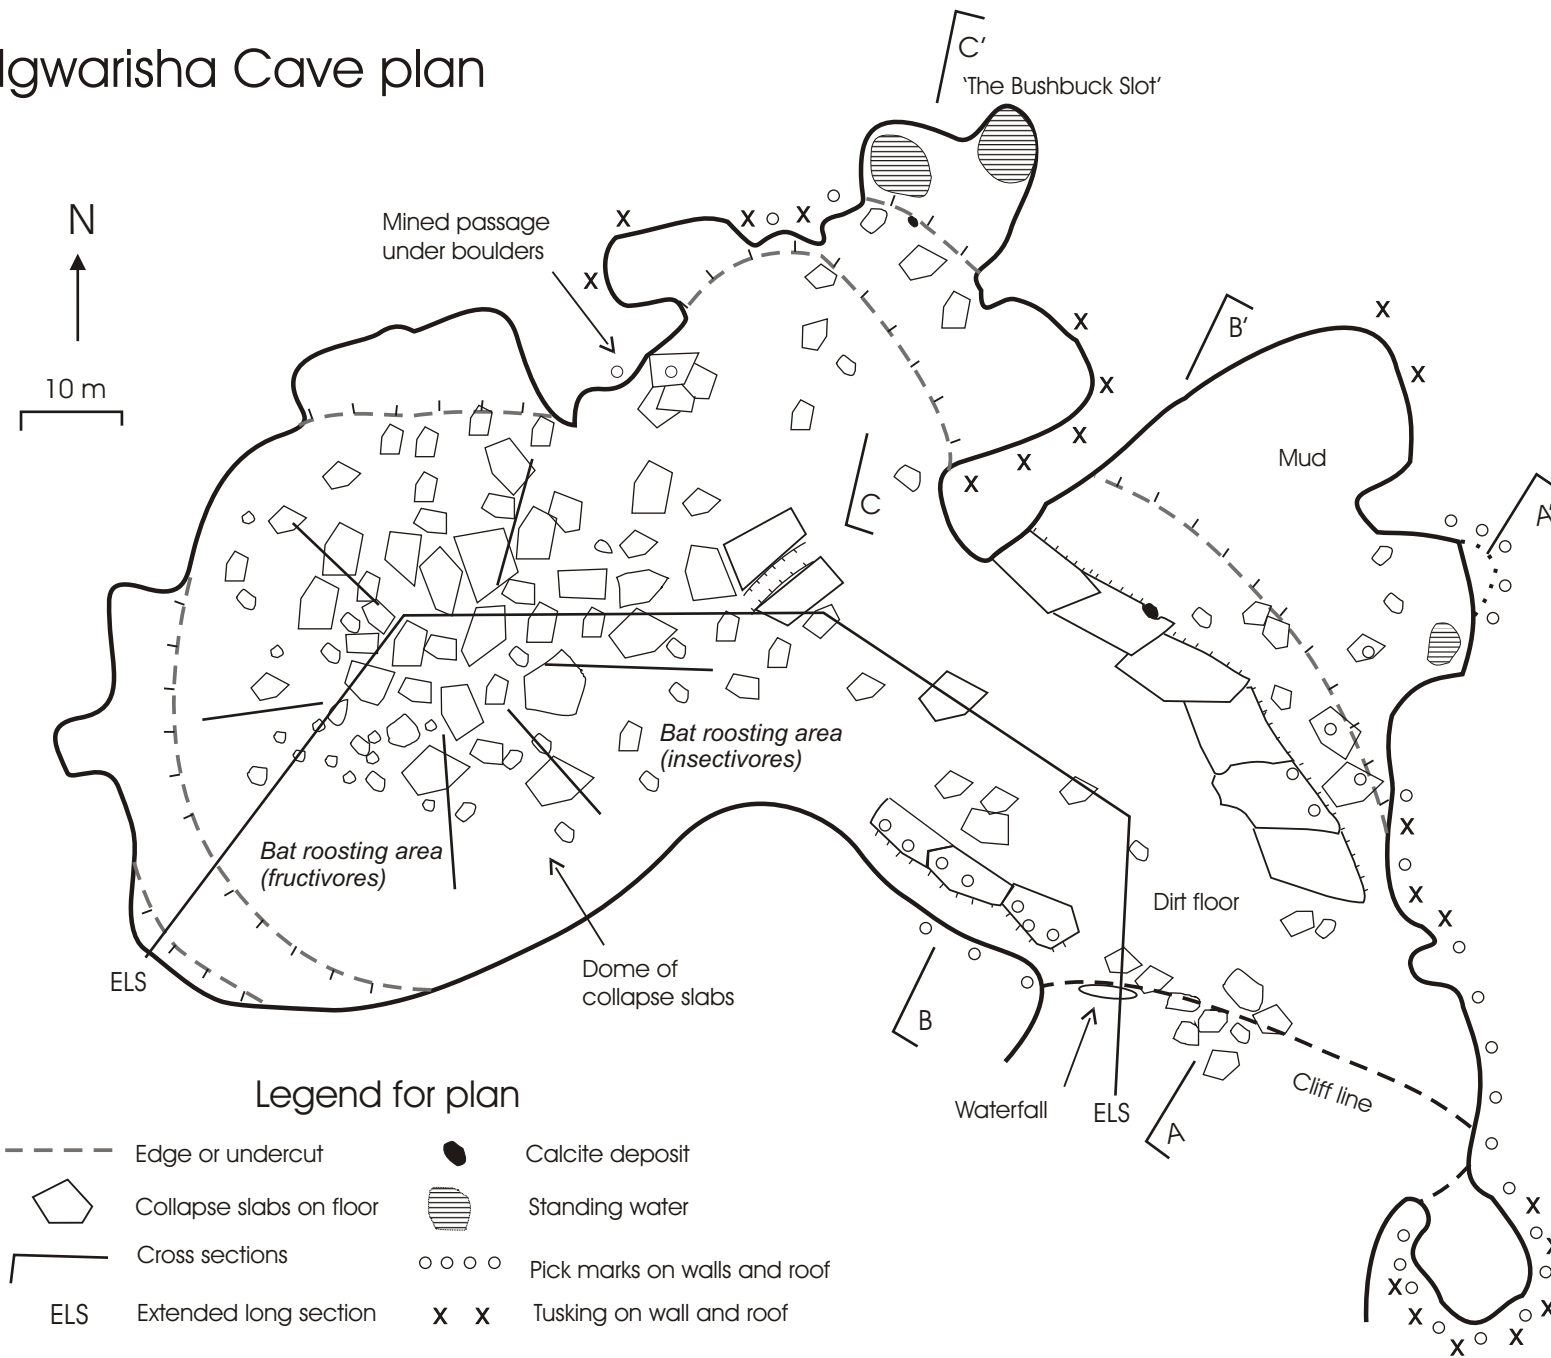 Igwarisha Cave plan
C'
'The Bushbuck Slot'
N
10 m
Mined passage
under boulders
X
X
X
X
X
X
X
X
X
X
X
B'
Mud
A'
C
Bat roosting area
(insectivores)
Bat roosting area
(fructivores)
ELS
Dome of
collapse slabs
Dirt floor
X
X
X
B
Waterfall
ELS
A
Cliff line
X
X
X
X
X
X
X
X
Legend for plan
Edge or undercut
Calcite deposit
Collapse slabs on floor
Standing water
Cross sections
Pick marks on walls and roof
ELS
Extended long section
X X
Tusking on wall and roof